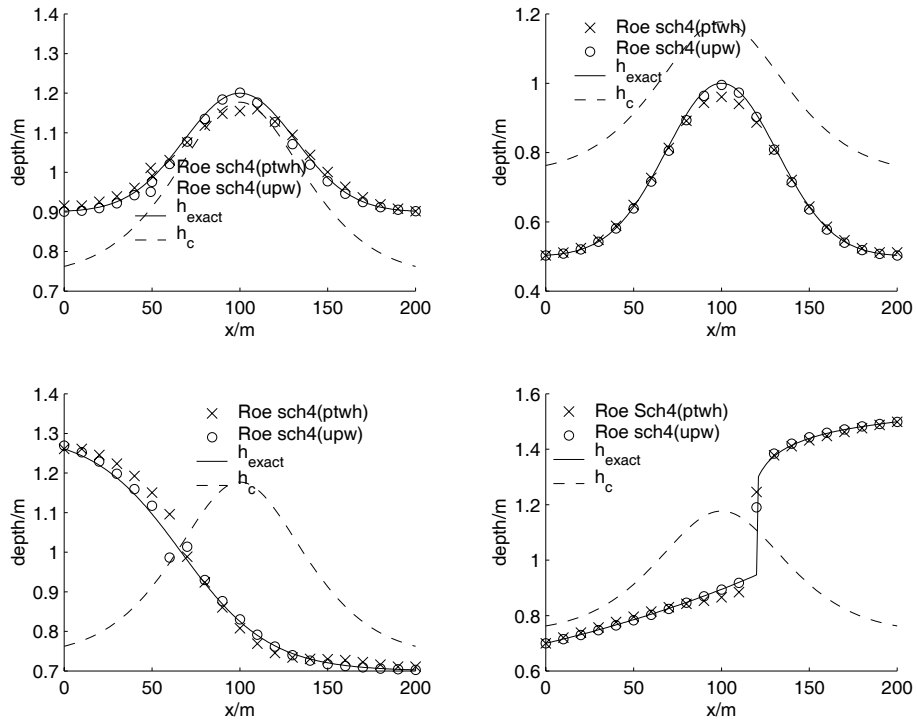 1.4
1.3
1.2
1.1
1
0.9
0.8
0.7
depth/m
0
50
100
150
200
x/m
Roe sch4(ptwh)
Roe sch4(upw)
h_exact
h_c
1.2
1
0.8
0.6
0.4
depth/m
0
50
100
150
200
x/m
Roe sch4(ptwh)
Roe sch4(upw)
h_exact
h_c
1.4
1.3
1.2
1.1
1
0.9
0.8
0.7
depth/m
0
50
100
150
200
x/m
Roe sch4(ptwh)
Roe sch4(upw)
h_exact
h_c
1.6
1.4
1.2
1
0.8
0.6
depth/m
0
50
100
150
200
x/m
Roe Sch4(ptwh)
Roe sch4(upw)
h_exact
h_c